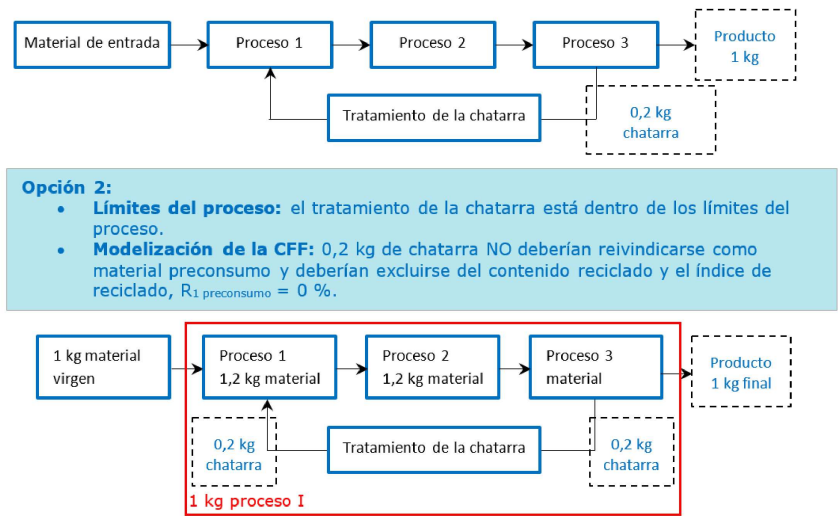 Material de entrada
Proceso 1
Proceso 2
Proceso 3
Producto
1 kg
Tratamiento de la chatarra
0,2 kg
chatarra
Opción 2:
• Límites del proceso: el tratamiento de la chatarra está dentro de los límites del
proceso.
• Modelización de la CFF: 0,2 kg de chatarra NO deberían reivindicarse como
material preconsumo y deberían excluirse del contenido reciclado y el índice de
reciclado, R1 preconsumo = 0 %.
1 kg material
virgen
Proceso 1
1,2 kg material
Proceso 2
1,2 kg material
Proceso 3
material
Producto
1 kg final
0,2 kg
chatarra
Tratamiento de la chatarra
0,2 kg
chatarra
1 kg proceso I